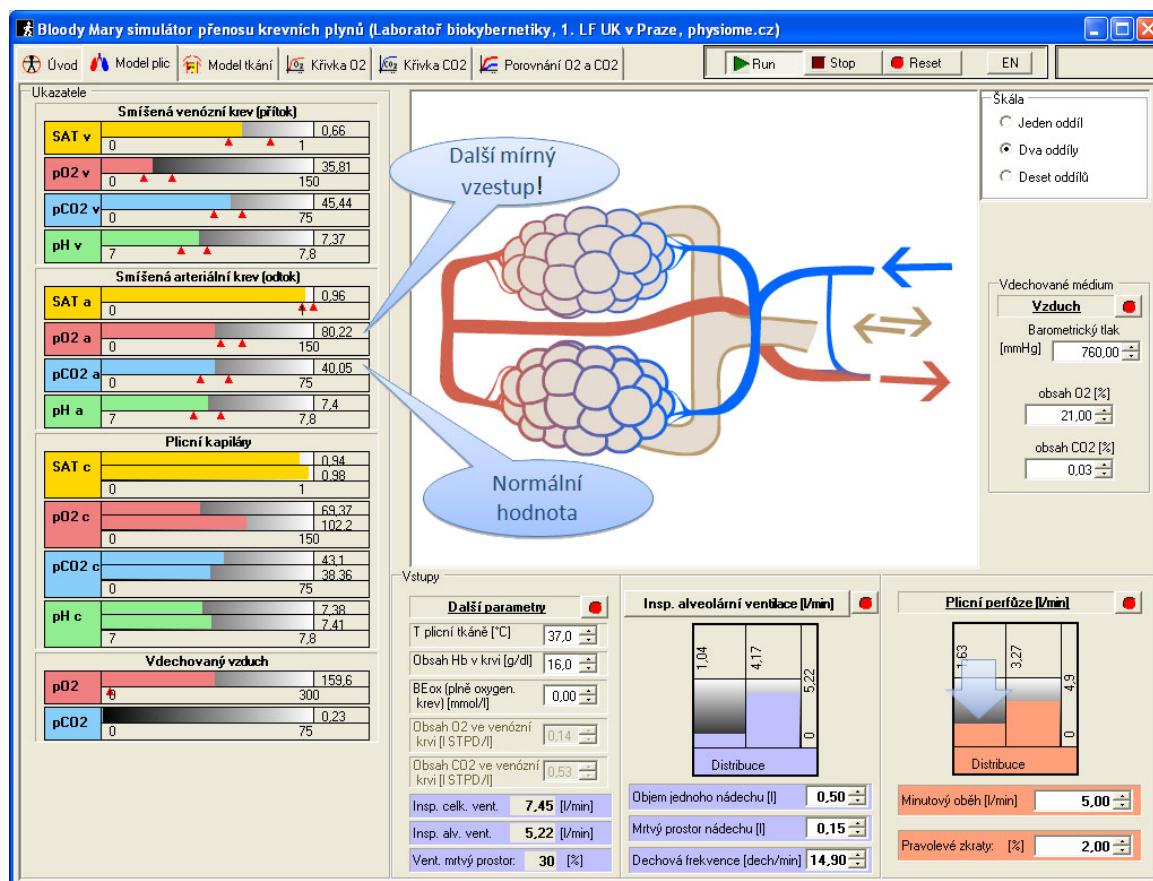 Bloody Mary simulátor přenosu krevních plynů (Laboratoř biokybernetiky, 1. LF UK v Praze, physiome.cz)
Úvod
Model plic
Model tkání
Křivka O2
Křivka CO2
Porovnání O2 a CO2
Run
Stop
Reset
EN
Ukazatele
Smíšená venózní krev (přítok)
SAT v
0,66
0 1
pO2 v
35,81
0 150
pCO2 v
45,44
0 75
pH v
7,37
7 7,8
Smíšená arteriální krev (odtok)
SAT a
0,96
1
pO2 a
80,22
0 150
pCO2 a
40,05
0 75
pH a
7,4
7 7,8
Plicní kapiláry
SAT c
0,94
0,98
0 1
pO2 c
69,37
102,2
0 150
pCO2 c
43,1
38,36
0 75
pH c
7,38
7,41
7 7,8
Vdechovaný vzduch
pO2
159,6
0 300
pCO2
0,23
0 75
Další mírný
vzestup!
Normální
hodnota
Škála
Jeden oddíl
Dva oddíly
Deset oddílů
Vdechované médium
Vzduch
Barometrický tlak
[mmHg] 760,00
obsah O2 [%]
21,00
obsah CO2 [%]
0,03
Vstupy
Další parametry
T plicní tkáně [°C] 37,0
Obsah Hb v krvi [g/dl] 16,0
BEox (plně oxygen.
krev) [mmol/l] 0,00
Obsah O2 ve venózní
krvi [l STPD/l] 0,14
Obsah CO2 ve venózní
krvi [l STPD/l] 0,53
Insp. celk. vent. 7,45 [l/min]
Insp. alv. vent. 5,22 [l/min]
Vent. mrtvý prostor: 30 [%]
Insp. alveolární ventilace [l/min]
1,04
4,17
5,22
0
Distribuce
Objem jednoho nádechu [l] 0,50
Mrtvý prostor nádechu [l] 0,15
Dechová frekvence [dech/min] 14,90
Plicní perfúze [l/min]
1,63
3,27
4,9
0
Distribuce
Minutový oběh [l/min] 5,00
Pravolevé zkraty: [%] 2,00